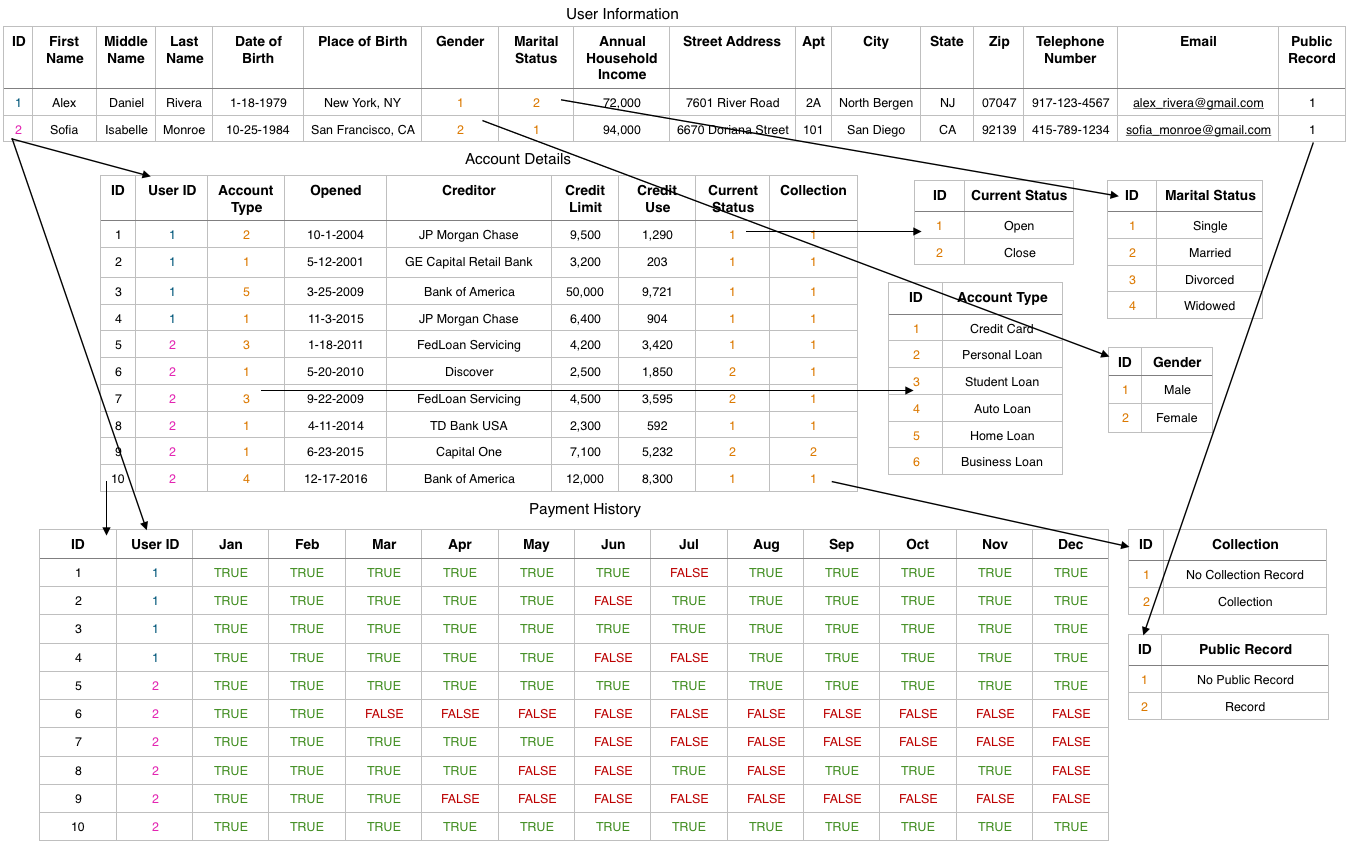 User Information
ID First Name Middle Name Last Name Date of Birth Place of Birth Gender Marital Status Annual Household Income Street Address Apt City State Zip Telephone Number Email Public Record
1 Alex Daniel Rivera 1-18-1979 New York, NY 1 2 72,000 7601 River Road 2A North Bergen NJ 07047 917-123-4567 alex_rivera@gmail.com 1
2 Sofia Isabelle Monroe 10-25-1984 San Francisco, CA 2 1 94,000 6670 Doriana Street 101 San Diego CA 92139 415-789-1234 sofia_monroe@gmail.com 1
Account Details
ID User ID Account Type Opened Creditor Credit Limit Credit Use Current Status Collection
1 1 2 10-1-2004 JP Morgan Chase 9,500 1,290 1 1
2 1 1 5-12-2001 GE Capital Retail Bank 3,200 203 1 1
3 1 5 3-25-2009 Bank of America 50,000 9,721 1 1
4 1 1 11-3-2015 JP Morgan Chase 6,400 904 1 1
5 2 3 1-18-2011 FedLoan Servicing 4,200 3,420 1 1
6 2 1 5-20-2010 Discover 2,500 1,850 2 1
7 2 3 9-22-2009 FedLoan Servicing 4,500 3,595 2 1
8 2 1 4-11-2014 TD Bank USA 2,300 592 1 1
9 2 1 6-23-2015 Capital One 7,100 5,232 2 2
10 2 4 12-17-2016 Bank of America 12,000 8,300 1 1
ID Current Status
1 Open
2 Close
ID Marital Status
1 Single
2 Married
3 Divorced
4 Widowed
ID Account Type
1 Credit Card
2 Personal Loan
3 Student Loan
4 Auto Loan
5 Home Loan
6 Business Loan
ID Gender
1 Male
2 Female
Payment History
ID User ID Jan Feb Mar Apr May Jun Jul Aug Sep Oct Nov Dec
1 1 TRUE TRUE TRUE TRUE TRUE TRUE FALSE TRUE TRUE TRUE TRUE TRUE
2 1 TRUE TRUE TRUE TRUE TRUE FALSE TRUE TRUE TRUE TRUE TRUE TRUE
3 1 TRUE TRUE TRUE TRUE TRUE TRUE TRUE TRUE TRUE TRUE TRUE TRUE
4 1 TRUE TRUE TRUE TRUE TRUE FALSE FALSE TRUE TRUE TRUE TRUE TRUE
5 2 TRUE TRUE TRUE TRUE TRUE TRUE TRUE TRUE TRUE TRUE TRUE TRUE
6 2 TRUE TRUE FALSE FALSE FALSE FALSE FALSE FALSE FALSE FALSE FALSE FALSE
7 2 TRUE TRUE TRUE TRUE TRUE FALSE FALSE FALSE FALSE FALSE FALSE FALSE
8 2 TRUE TRUE TRUE TRUE FALSE FALSE TRUE FALSE TRUE TRUE TRUE FALSE
9 2 TRUE TRUE TRUE FALSE FALSE FALSE FALSE FALSE FALSE FALSE FALSE FALSE
10 2 TRUE TRUE TRUE TRUE TRUE TRUE TRUE TRUE TRUE TRUE TRUE TRUE
ID Collection
1 No Collection Record
2 Collection
ID Public Record
1 No Public Record
2 Record